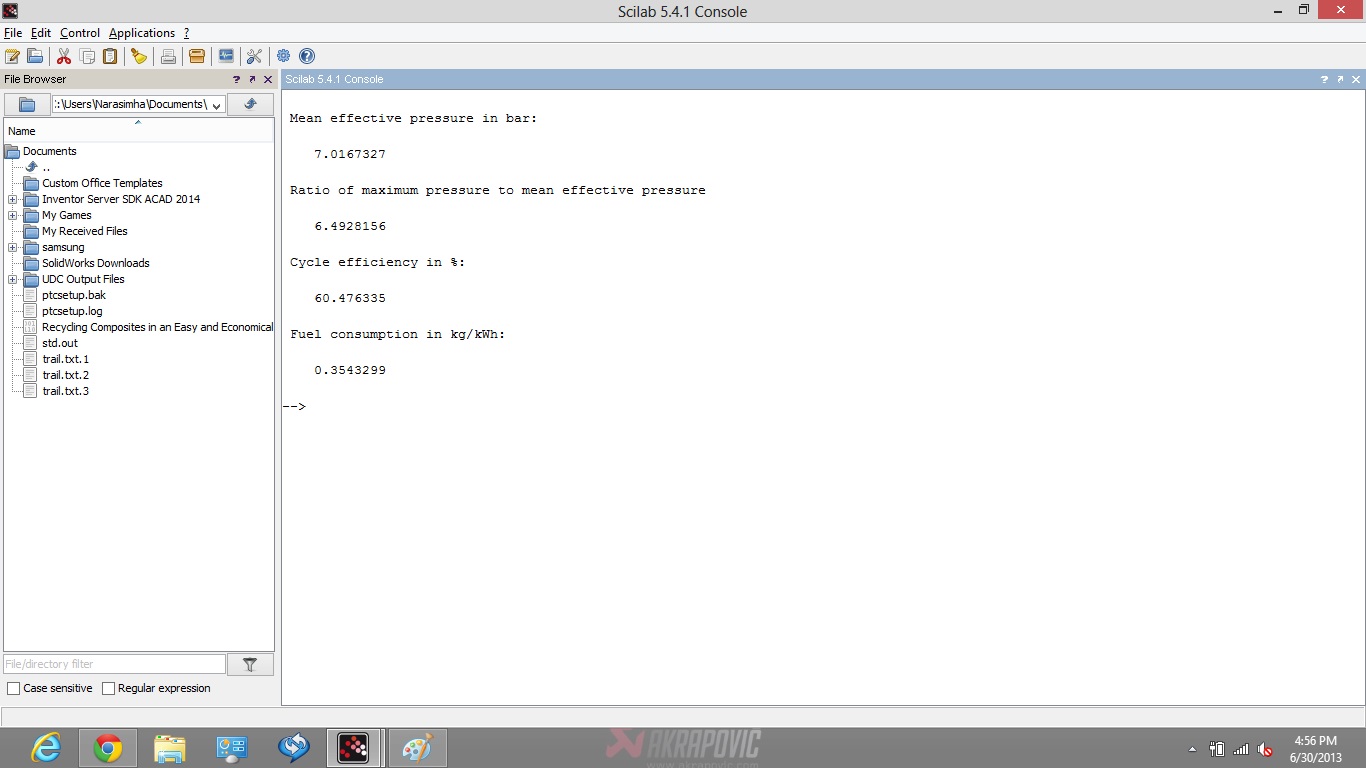 Scilab 5.4.1 Console
File Edit Control Applications ?
File Browser
:\Users\Narasimha\Documents\
Name
Documents
..
Custom Office Templates
Inventor Server SDK ACAD 2014
My Games
My Received Files
samsung
SolidWorks Downloads
UDC Output Files
ptcsetup.bak
ptcsetup.log
Recycling Composites in an Easy and Economical
std.out
trail.txt.1
trail.txt.2
trail.txt.3
File/directory filter
Case sensitive Regular expression
Scilab 5.4.1 Console
Mean effective pressure in bar:
7.0167327
Ratio of maximum pressure to mean effective pressure
6.4928156
Cycle efficiency in %:
60.476335
Fuel consumption in kg/kWh:
0.3543299
-->
AKRAPOVIC
www.akrapovic.com
4:56 PM
6/30/2013